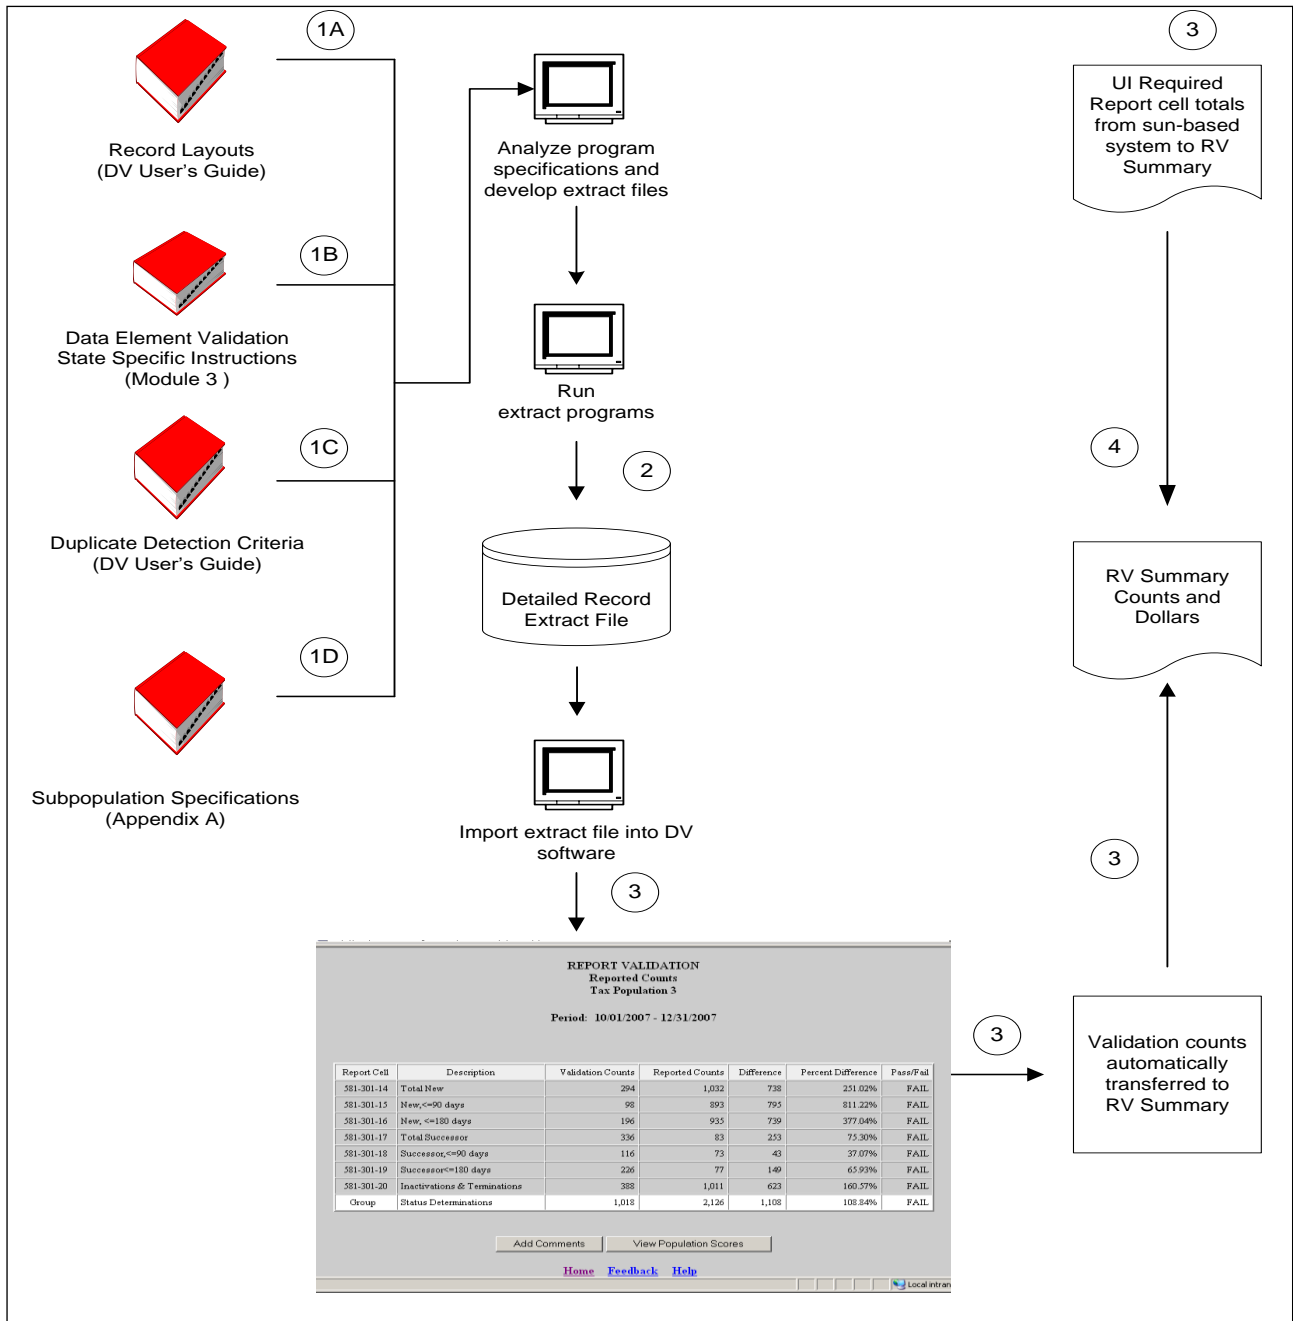 1A
Record Layouts
(DV User's Guide)
1B
Data Element Validation
State Specific Instructions
(Module 3 )
1C
Duplicate Detection Criteria
(DV User's Guide)
1D
Subpopulation Specifications
(Appendix A)
Analyze program
specifications and
develop extract files
Run
extract programs
2
Detailed Record
Extract File
Import extract file into DV
software
3
3
UI Required
Report cell totals
from sun-based
system to RV
Summary
4
RV Summary
Counts and
Dollars
3
Validation counts
automatically
transferred to
RV Summary
3
REPORT VALIDATION
Reported Counts
Tax Population 3
Period: 10/01/2007 - 12/31/2007
Report Cell Description Validation Counts Reported Counts Difference Percent Difference Pass/Fail
581-301-14 Total New 294 1,032 738 251.02% FAIL
581-301-15 New,<=90 days 98 893 795 811.22% FAIL
581-301-16 New, <=180 days 196 935 739 377.04% FAIL
581-301-17 Total Successor 336 83 253 75.30% FAIL
581-301-18 Successor,<=90 days 116 73 43 37.07% FAIL
581-301-19 Successor<=180 days 226 77 149 65.93% FAIL
581-301-20 Inactivations & Terminations 388 1,011 623 160.57% FAIL
Group Status Determinations 1,018 2,126 1,108 108.84% FAIL
Add Comments View Population Scores
Home Feedback Help
Local intran